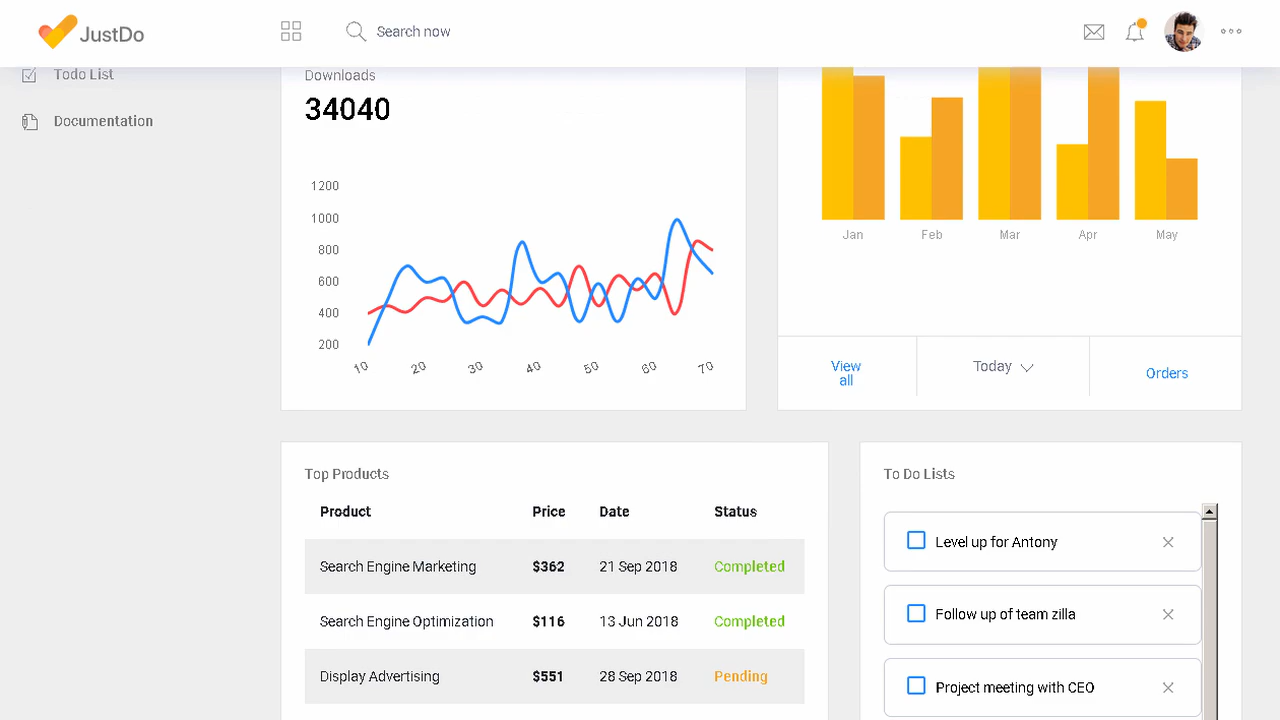 JustDo
Search now
Todo List
Documentation
Downloads
34040
1200
1000
800
600
400
200
10 20 30 40 50 60 70
Jan Feb Mar Apr May
View all
Today
Orders
Top Products
Product Price Date Status
Search Engine Marketing $362 21 Sep 2018 Completed
Search Engine Optimization $116 13 Jun 2018 Completed
Display Advertising $551 28 Sep 2018 Pending
To Do Lists
Level up for Antony
Follow up of team zilla
Project meeting with CEO